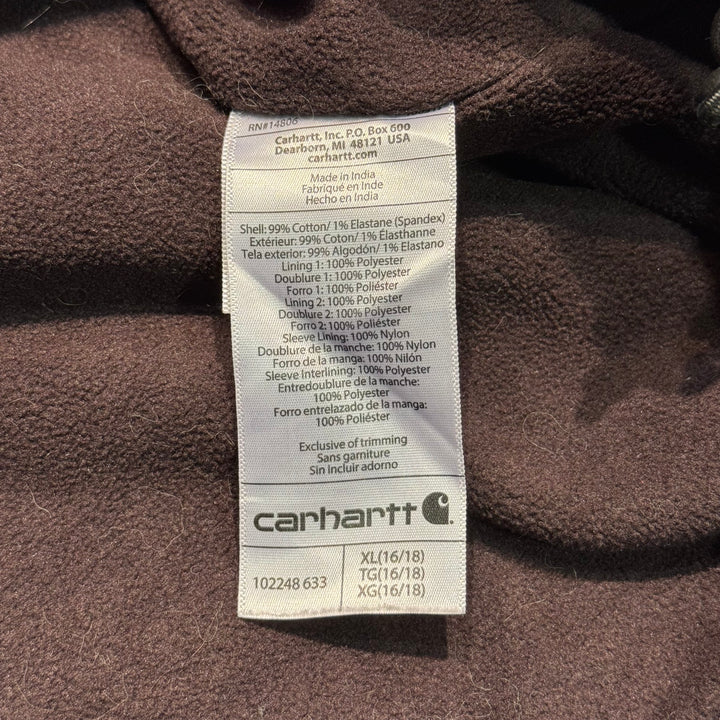 RN#14806
Carhartt, Inc. P.O. Box 600
Dearborn, MI 48121 USA
carhartt.com
Made in India
Fabriqué en Inde
Hecho en India
Shell: 99% Cotton/ 1% Elastane (Spandex)
Extérieur: 99% Coton/ 1% Élasthanne
Tela exterior: 99% Algodón/ 1% Elastano
Lining 1: 100% Polyester
Doublure 1: 100% Polyester
Forro 1: 100% Poliéster
Lining 2: 100% Polyester
Doublure 2: 100% Polyester
Forro 2: 100% Poliéster
Sleeve Lining: 100% Nylon
Doublure de la manche: 100% Nylon
Forro de la manga: 100% Nilón
Sleeve Interlining: 100% Polyester
Entredoublure de la manche:
100% Polyester
Forro entrelazado de la manga:
100% Polyester
Exclusive of trimming
Sans garniture
Sin incluir adorno
carhartt
102248 633
XL(16/18)
TG(16/18)
XG(16/18)